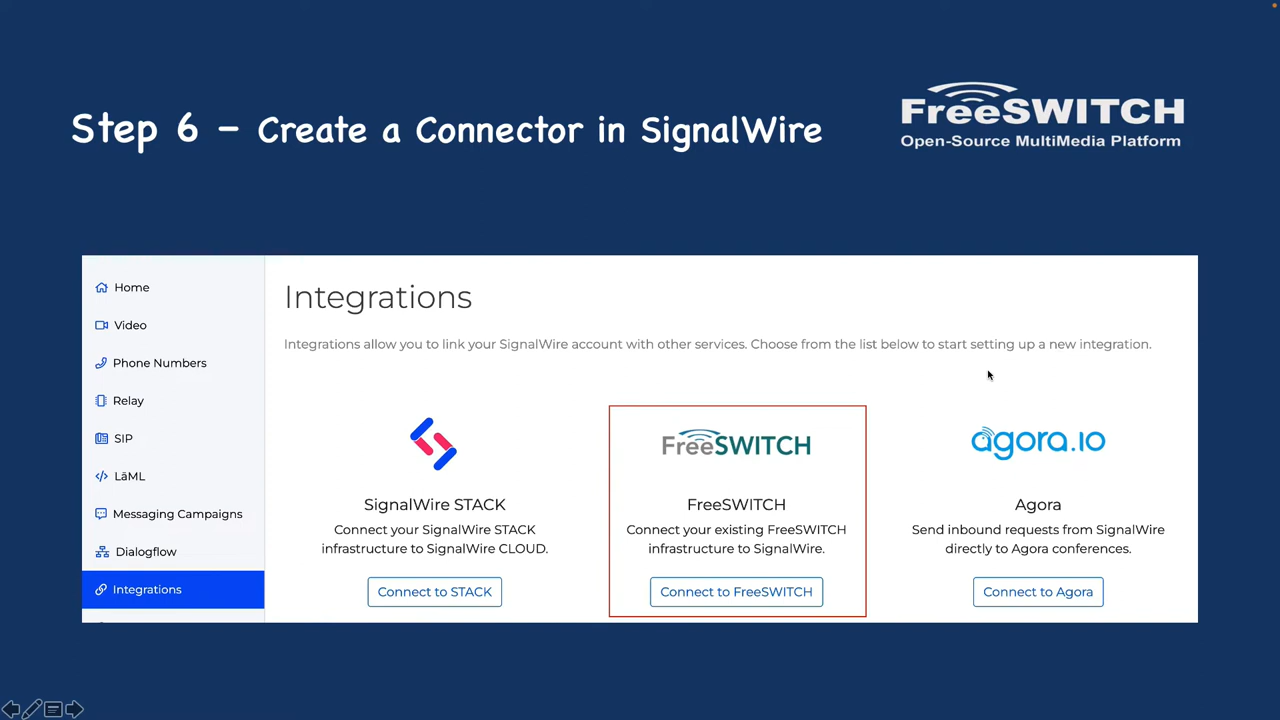 Step 6 - Create a Connector in SignalWire
FreeSWITCH
Open-Source MultiMedia Platform
Home
Video
Phone Numbers
Relay
SIP
LāML
Messaging Campaigns
Dialogflow
Integrations
Integrations
Integrations allow you to link your SignalWire account with other services. Choose from the list below to start setting up a new integration.
SignalWire STACK
Connect your SignalWire STACK
infrastructure to SignalWire CLOUD.
Connect to STACK
FreeSWITCH
FreeSWITCH
Connect your existing FreeSWITCH
infrastructure to SignalWire.
Connect to FreeSWITCH
agora.io
Agora
Send inbound requests from SignalWire
directly to Agora conferences.
Connect to Agora